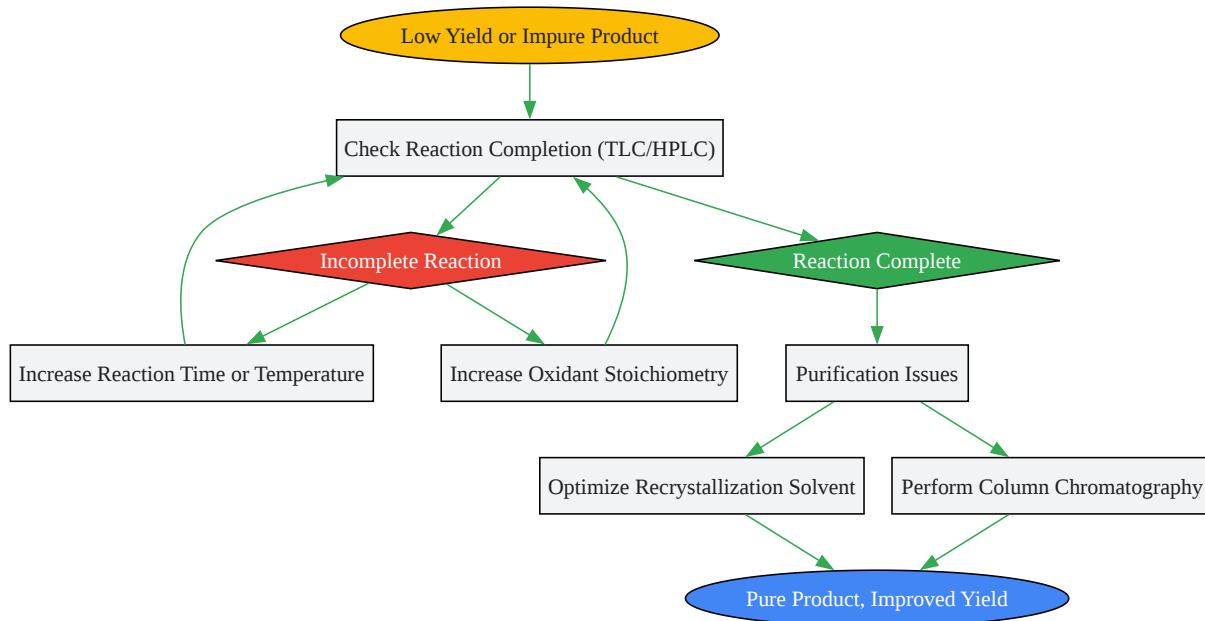 Low Yield or Impure Product
Check Reaction Completion (TLC/HPLC)
Incomplete Reaction
Reaction Complete
Increase Reaction Time or Temperature
Increase Oxidant Stoichiometry
Purification Issues
Optimize Recrystallization Solvent
Perform Column Chromatography
Pure Product, Improved Yield